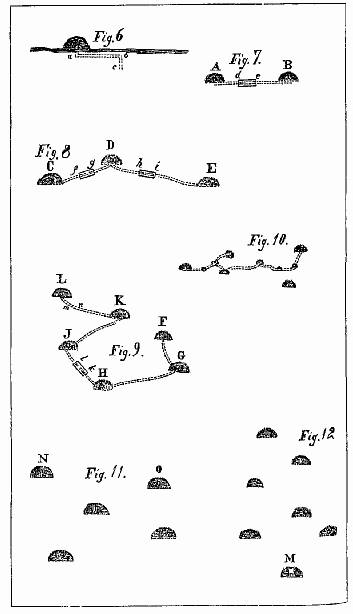 Fig. 6
a b
c
Fig. 7.
A B
d e
Fig. 8
C D E
f g h i
Fig. 10.
L
K
F
J
Fig. 9.
G
H
l k
n
Fig. 12
N
Fig. 11.
O
M